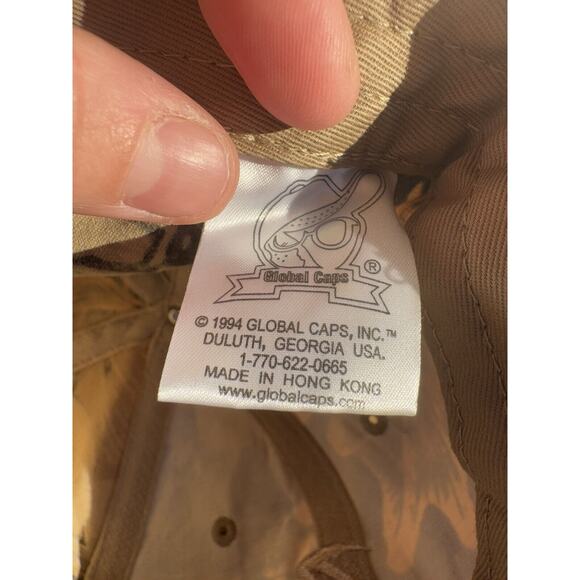 Global Caps
®
© 1994 GLOBAL CAPS, INC.™
DULUTH, GEORGIA USA.
1-770-622-0665
MADE IN HONG KONG
www.globalcaps.com